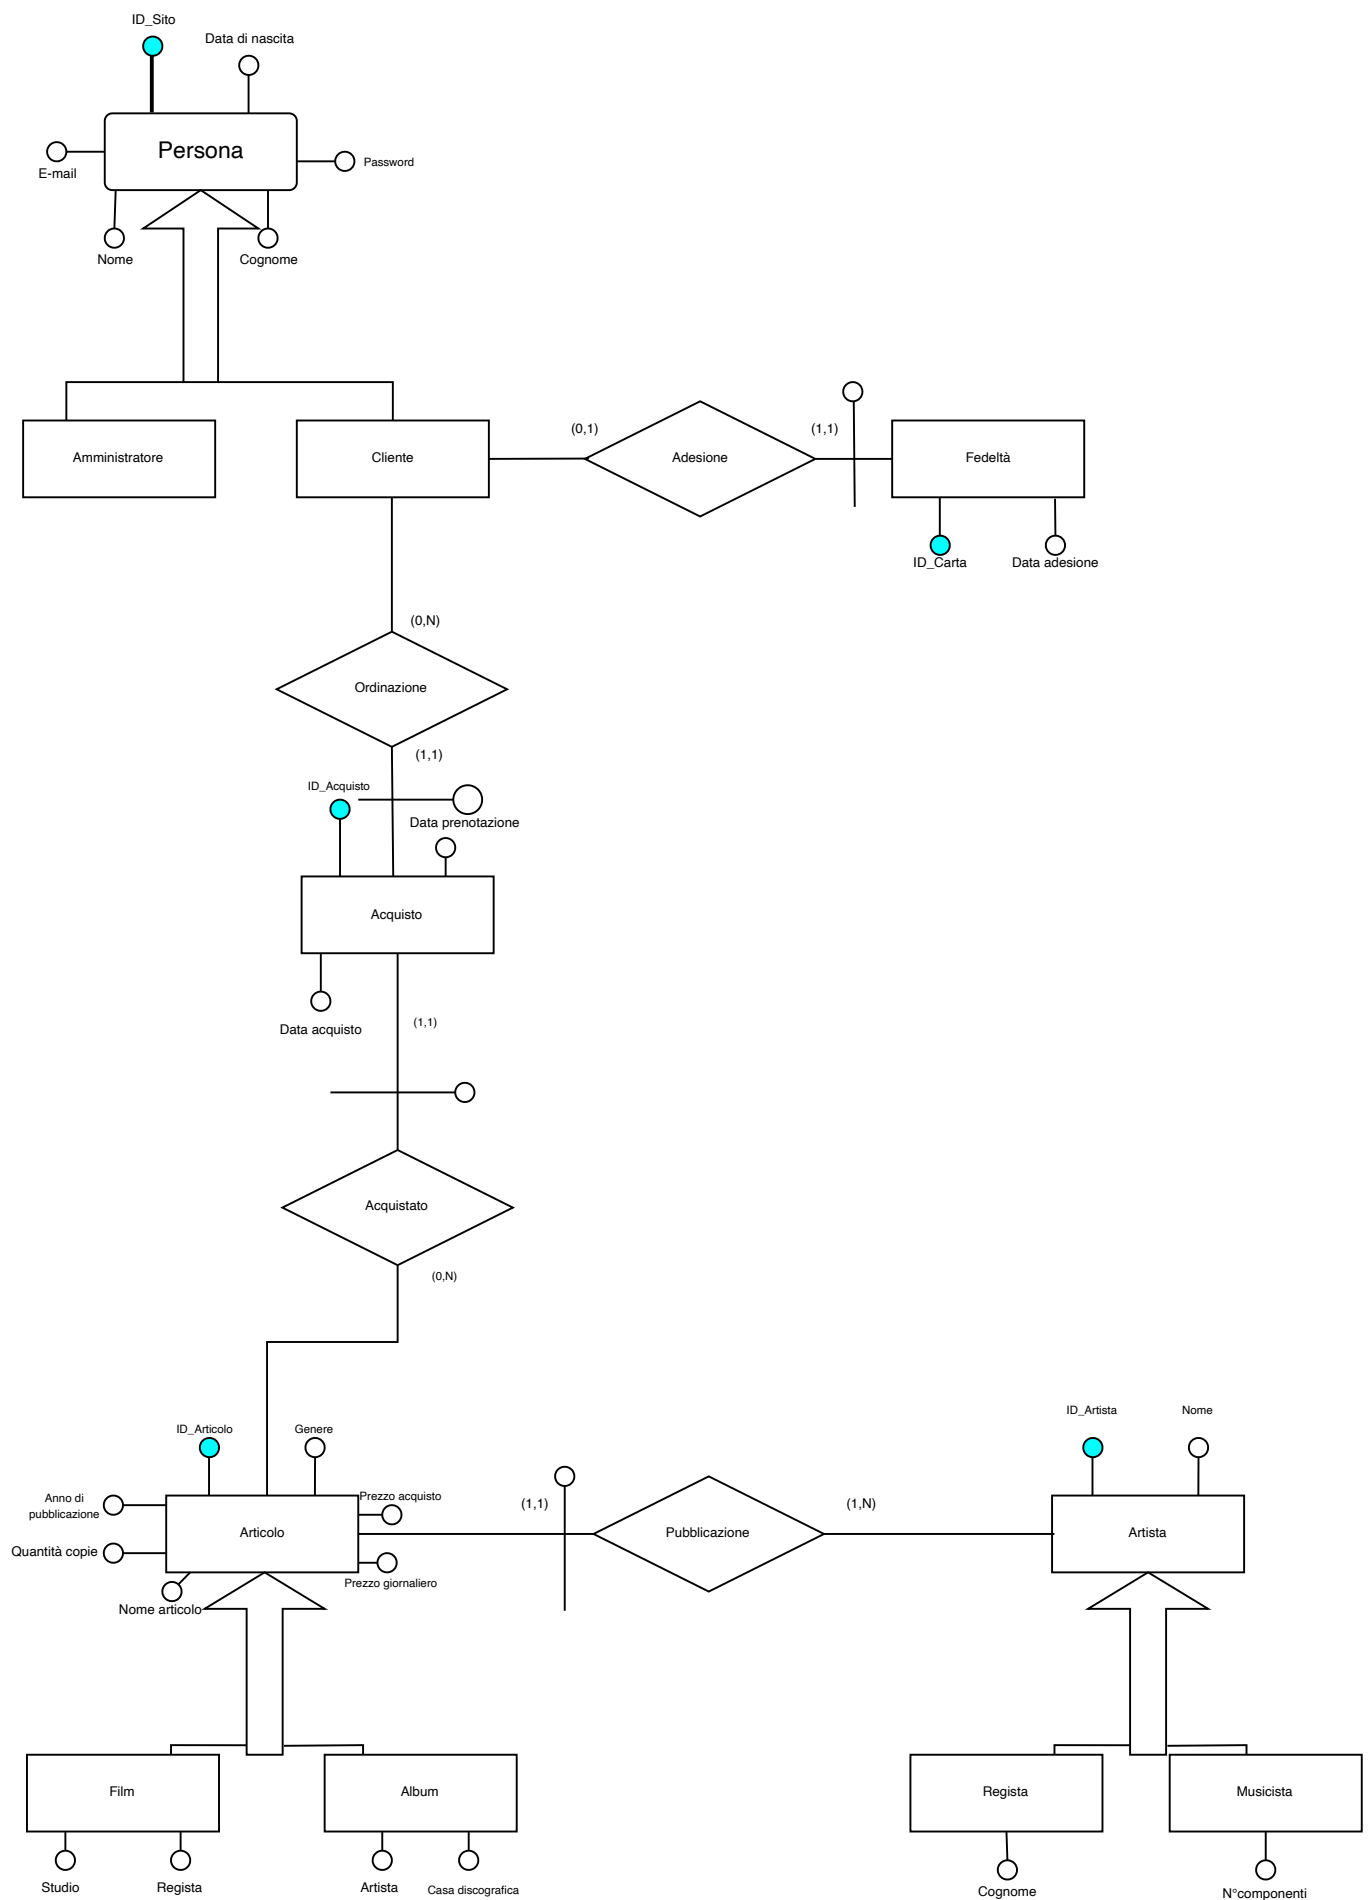 ID_Sito
Data di nascita
Persona
E-mail
Password
Nome
Cognome
Amministratore
Cliente
(0,1)
Adesione
(1,1)
Fedeltà
ID_Carta
Data adesione
(0,N)
Ordinazione
(1,1)
ID_Acquisto
Data prenotazione
Acquisto
Data acquisto
(1,1)
Acquistato
(0,N)
ID_Articolo
Genere
ID_Artista
Nome
Anno di
pubblicazione
Prezzo acquisto
Articolo
(1,1)
Pubblicazione
(1,N)
Artista
Quantità copie
Prezzo giornaliero
Nome articolo
Film
Album
Regista
Musicista
Studio
Regista
Artista
Casa discografica
Cognome
N°componenti